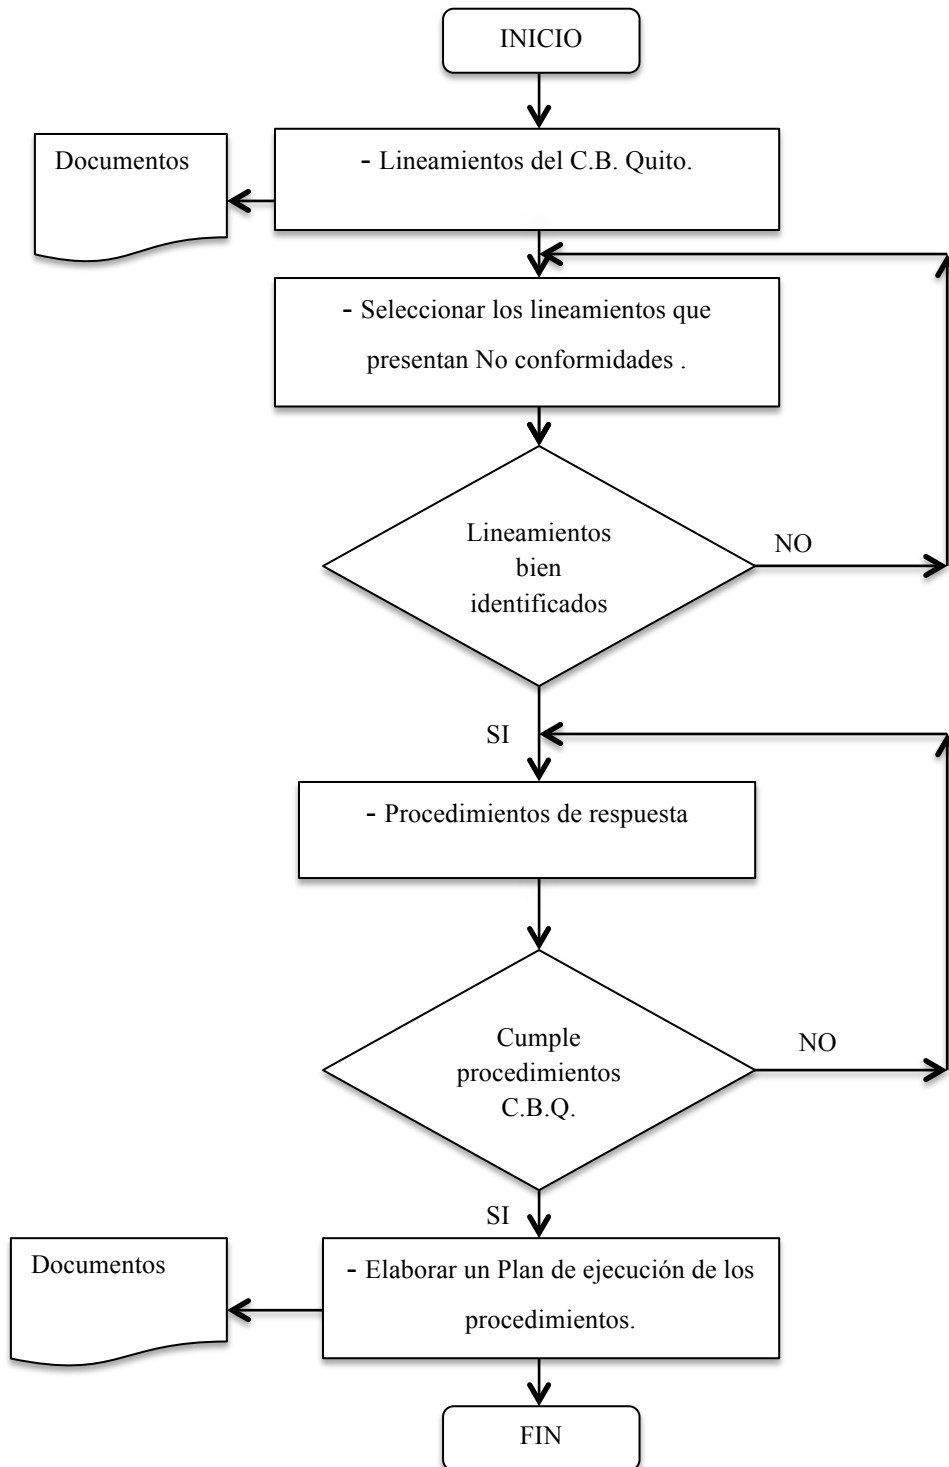 INICIO
Documentos
- Lineamientos del C.B. Quito.
- Seleccionar los lineamientos que
presentan No conformidades .
Lineamientos
bien
identificados
NO
SI
- Procedimientos de respuesta
Cumple
procedimientos
C.B.Q.
NO
SI
Documentos
- Elaborar un Plan de ejecución de los
procedimientos.
FIN